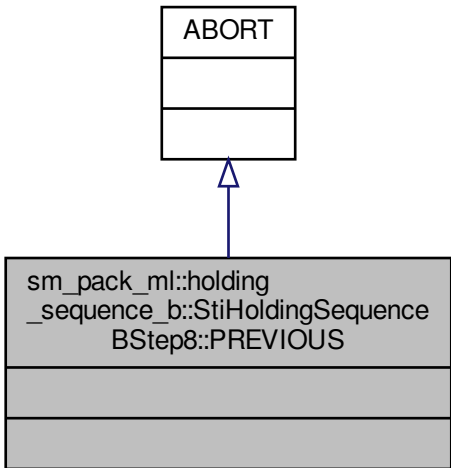 ABORT
sm_pack_ml::holding
_sequence_b::StiHoldingSequence
BStep8::PREVIOUS